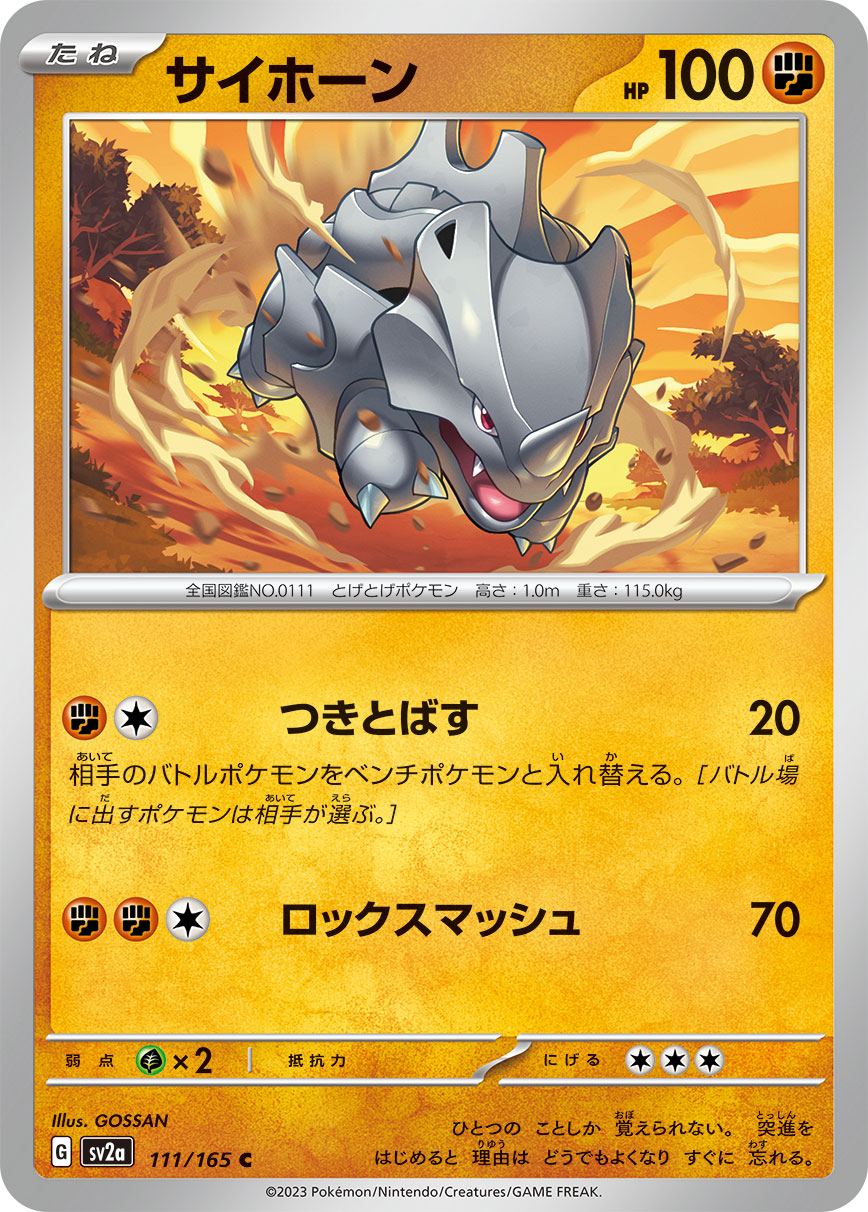 たね サイホーン HP 100
全国図鑑NO.0111 とげとげポケモン 高さ：1.0m 重さ：115.0kg
つきとばす 20
相手のバトルポケモンをベンチポケモンと入れ替える。[バトル場
に出すポケモンは相手が選ぶ。]
ロックスマッシュ 70
弱点 ×2 抵抗力 にげる
Illus. GOSSAN
ひとつの ことしか 覚えられない。 突進を
はじめると 理由は どうでもよくなり すぐに 忘れる。
G sv2a 111/165 C
©2023 Pokémon/Nintendo/Creatures/GAME FREAK.